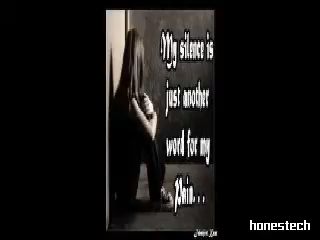 My silence is
just another
word for my
Pain...
honestech